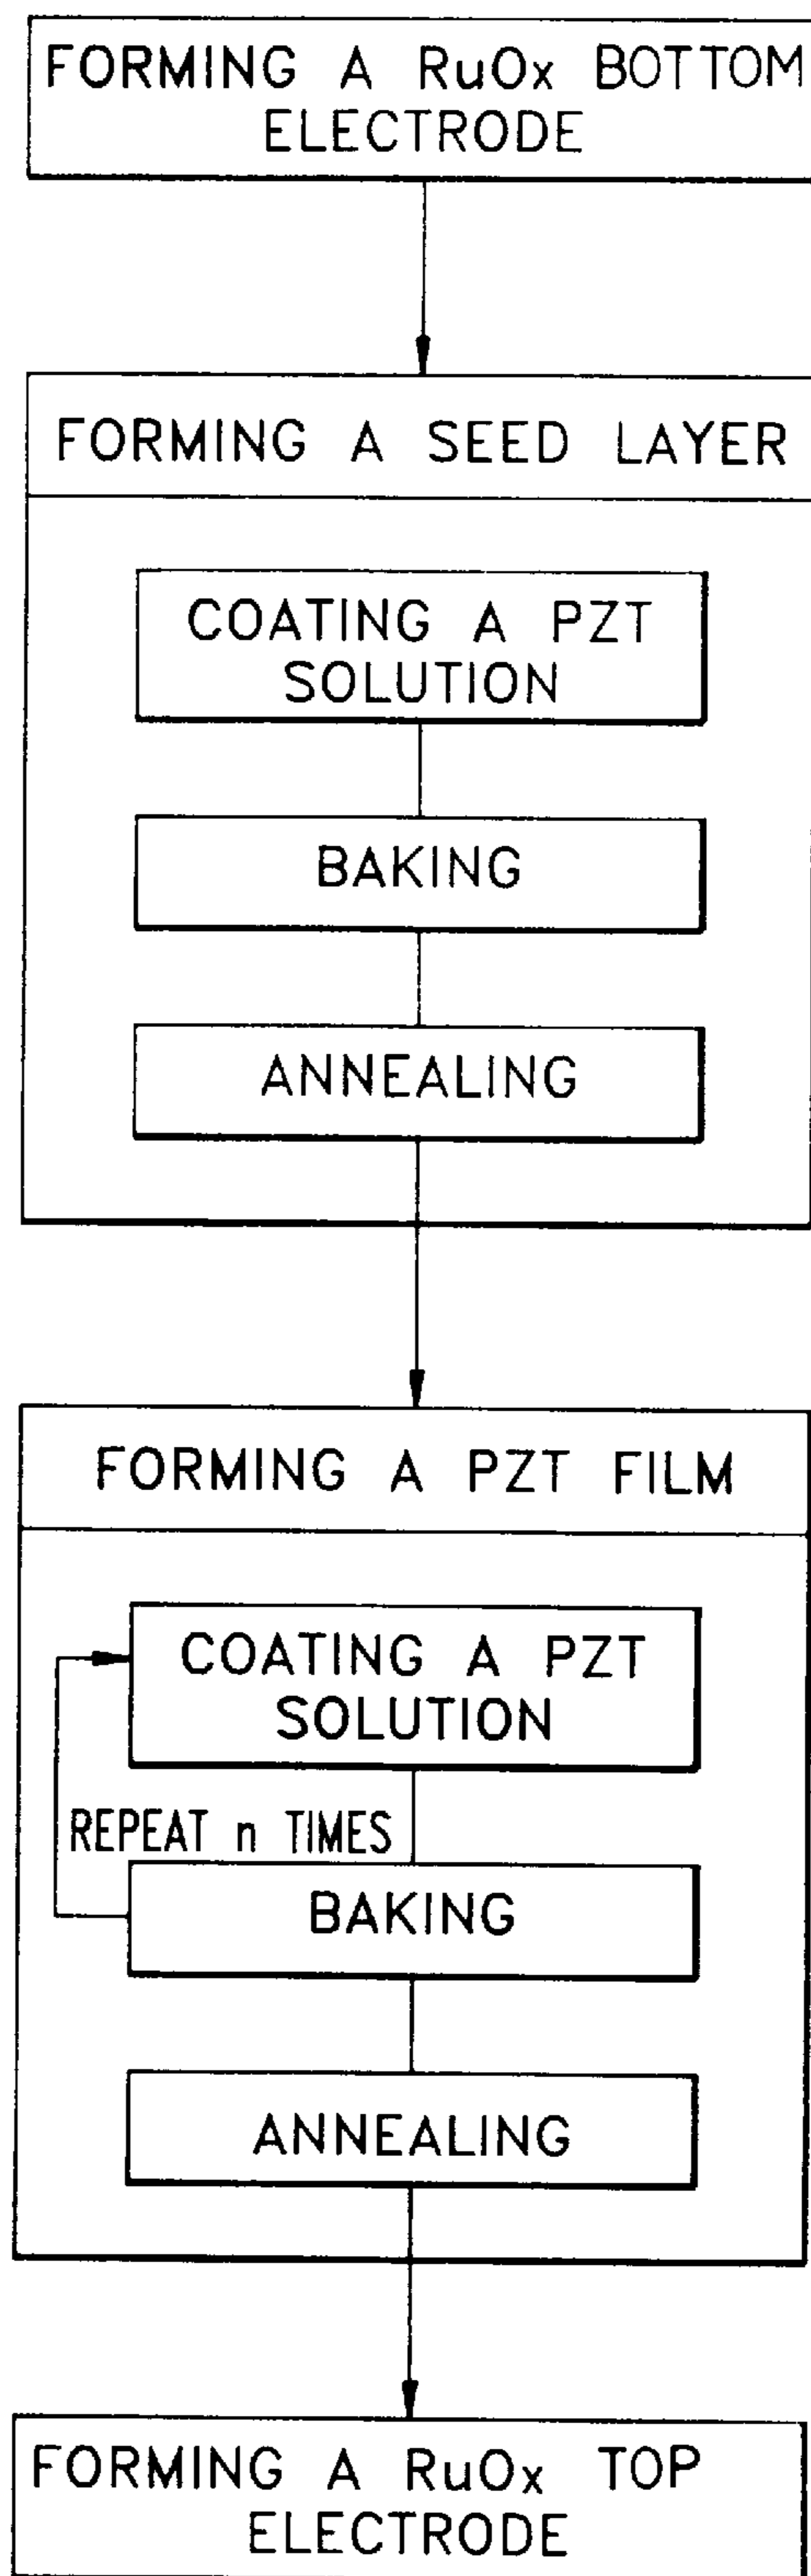 FORMING A RuOx BOTTOM
ELECTRODE
FORMING A SEED LAYER
COATING A PZT
SOLUTION
BAKING
ANNEALING
FORMING A PZT FILM
COATING A PZT
SOLUTION
REPEAT n TIMES
BAKING
ANNEALING
FORMING A RuOx TOP
ELECTRODE